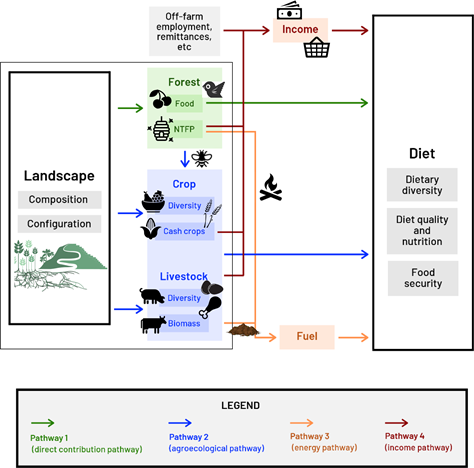 Off-farm
employment,
remittances,
etc
Income
Forest
Food
NTFP
Landscape
Composition
Configuration
Crop
Diversity
Cash crops
Livestock
Diversity
Biomass
Fuel
Diet
Dietary
diversity
Diet quality
and
nutrition
Food
security
LEGEND
Pathway 1
(direct contribution pathway)
Pathway 2
(agroecological pathway)
Pathway 3
(energy pathway)
Pathway 4
(income pathway)